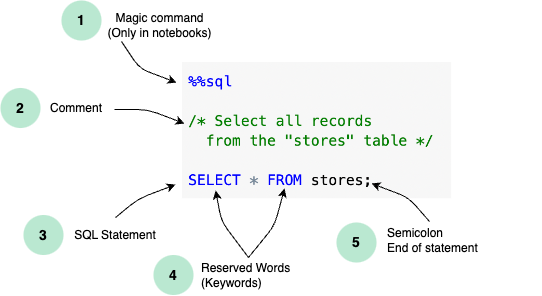 1
Magic command
(Only in notebooks)
%%sql
2
Comment
/* Select all records
from the "stores" table */
SELECT * FROM stores;
3
SQL Statement
4
Reserved Words
(Keywords)
5
Semicolon
End of statement